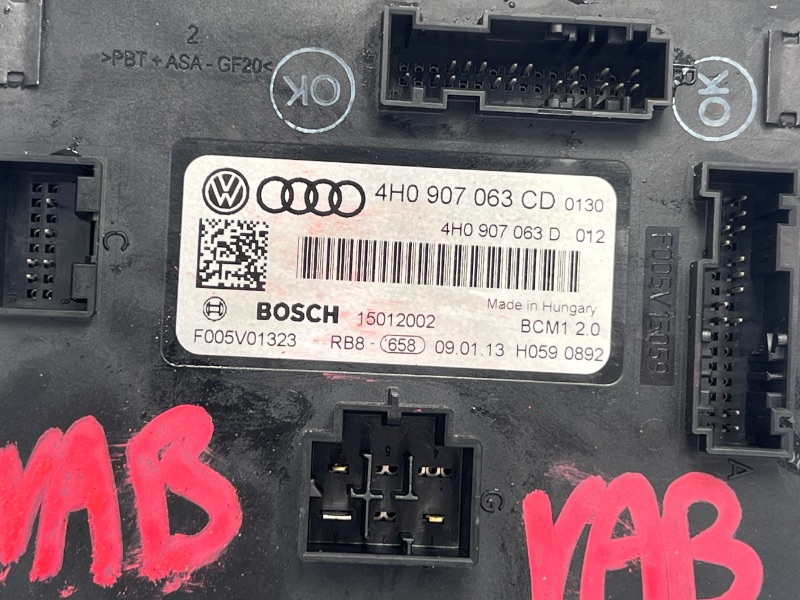 2
>PBT + ASA - GF20<
OK
OK
B
C
4H0 907 063 CD 0130
4H0 907 063 D 012
Made in Hungary
BOSCH 15012002 BCM1 2.0
F005V01323 RB8 - 658 09.01.13 H059 0892
F005V15059
A
G
VAB